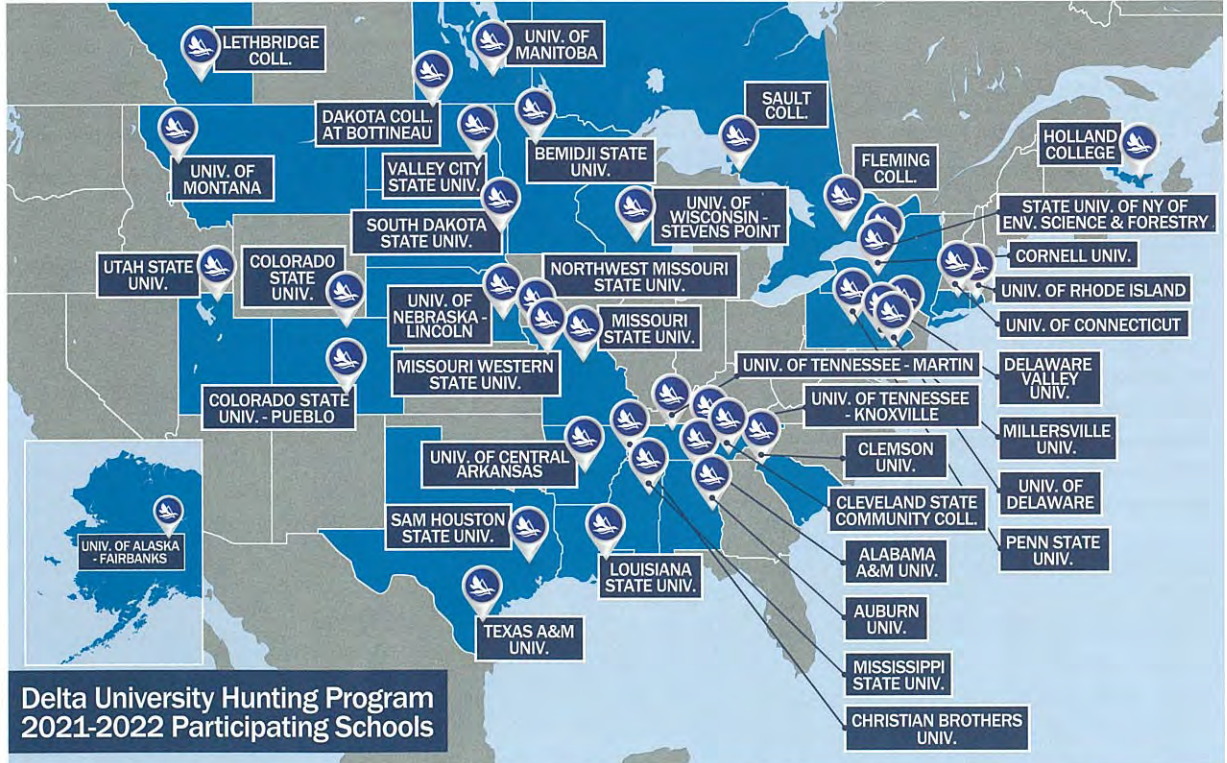 LETHBRIDGE
COLL.
UNIV. OF
MANITOBA
DAKOTA COLL.
AT BOTTINEAU
SAULT
COLL.
HOLLAND
COLLEGE
UNIV. OF
MONTANA
VALLEY CITY
STATE UNIV.
BEMIDJI STATE
UNIV.
FLEMING
COLL.
SOUTH DAKOTA
STATE UNIV.
UNIV. OF
WISCONSIN -
STEVENS POINT
STATE UNIV. OF NY OF
ENV. SCIENCE & FORESTRY
CORNELL UNIV.
UTAH STATE
UNIV.
COLORADO
STATE
UNIV.
NORTHWEST MISSOURI
STATE UNIV.
UNIV. OF RHODE ISLAND
UNIV. OF
NEBRASKA -
LINCOLN
MISSOURI
STATE UNIV.
UNIV. OF CONNECTICUT
MISSOURI WESTERN
STATE UNIV.
UNIV. OF TENNESSEE - MARTIN
DELAWARE
VALLEY
UNIV.
COLORADO STATE
UNIV. - PUEBLO
UNIV. OF TENNESSEE
- KNOXVILLE
MILLERSVILLE
UNIV.
UNIV. OF CENTRAL
ARKANSAS
CLEMSON
UNIV.
UNIV. OF
DELAWARE
CLEVELAND STATE
COMMUNITY COLL.
SAM HOUSTON
STATE UNIV.
PENN STATE
UNIV.
UNIV. OF ALASKA
- FAIRBANKS
LOUISIANA
STATE UNIV.
ALABAMA
A&M UNIV.
TEXAS A&M
UNIV.
AUBURN
UNIV.
MISSISSIPPI
STATE UNIV.
CHRISTIAN BROTHERS
UNIV.
Delta University Hunting Program
2021-2022 Participating Schools